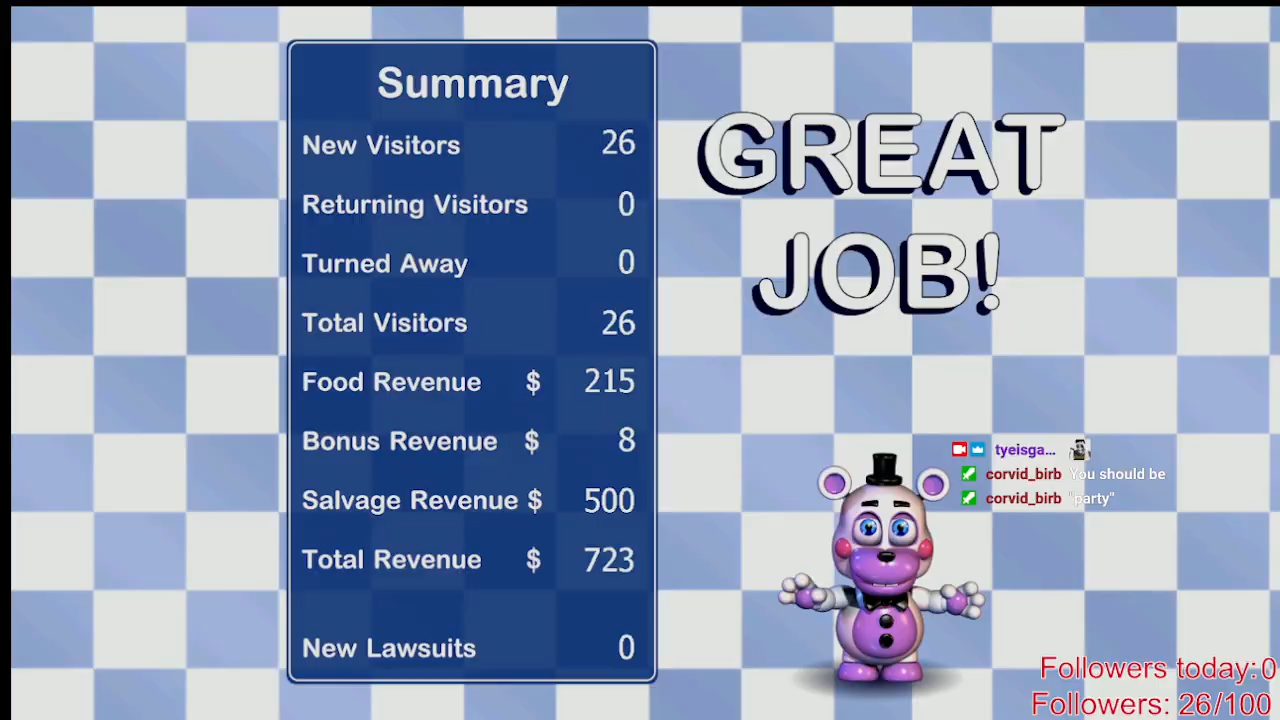 Summary
New Visitors 26
Returning Visitors 0
Turned Away 0
Total Visitors 26
Food Revenue $ 215
Bonus Revenue $ 8
Salvage Revenue $ 500
Total Revenue $ 723
New Lawsuits 0
GREAT
JOB!
tyeisga...
corvid_birb You should be
corvid_birb "party"
Followers today:0
Followers: 26/100